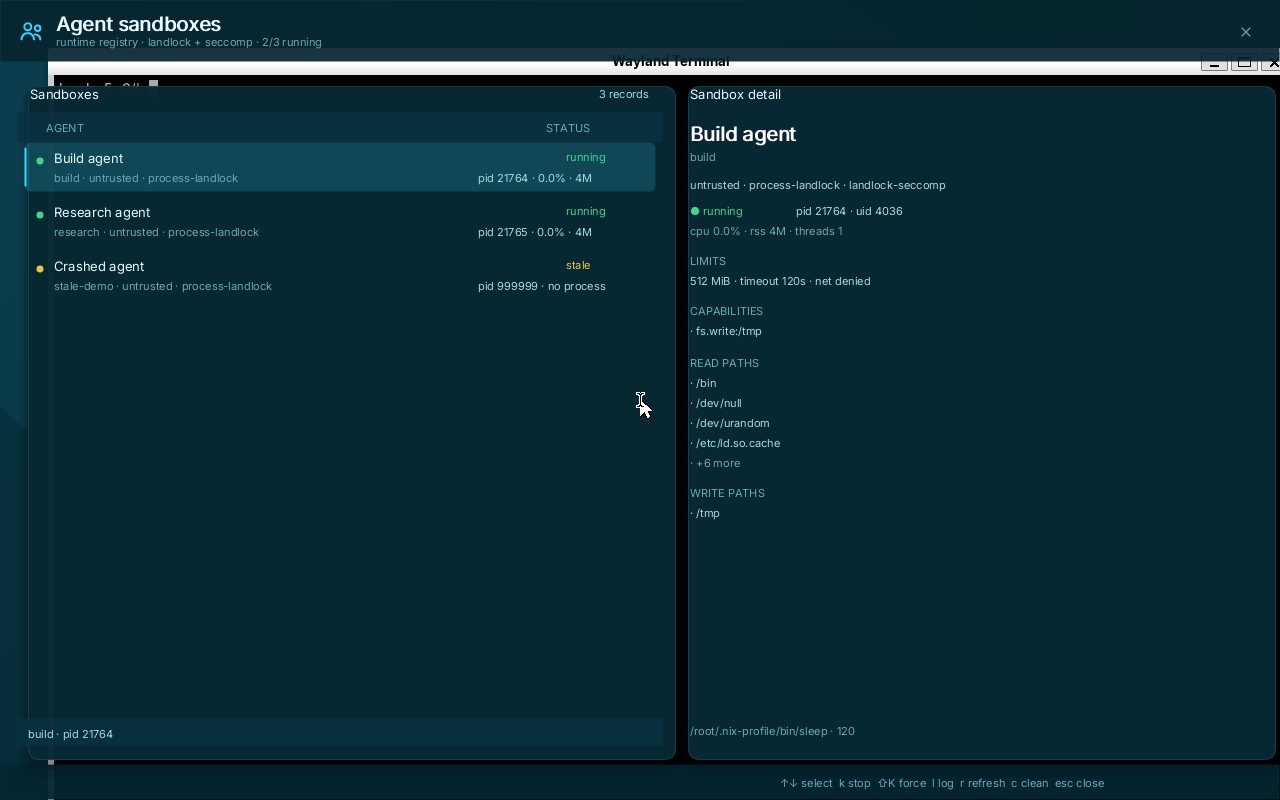 Agent sandboxes
runtime registry · landlock + seccomp · 2/3 running
Wayland Terminal
Sandboxes
3 records
AGENT
STATUS
Build agent
running
build · untrusted · process-landlock
pid 21764 · 0.0% · 4M
Research agent
running
research · untrusted · process-landlock
pid 21765 · 0.0% · 4M
Crashed agent
stale
stale-demo · untrusted · process-landlock
pid 999999 · no process
build · pid 21764
Sandbox detail
Build agent
build
untrusted · process-landlock · landlock-seccomp
running
pid 21764 · uid 4036
cpu 0.0% · rss 4M · threads 1
LIMITS
512 MiB · timeout 120s · net denied
CAPABILITIES
· fs.write:/tmp
READ PATHS
· /bin
· /dev/null
· /dev/urandom
· /etc/ld.so.cache
· +6 more
WRITE PATHS
· /tmp
/root/.nix-profile/bin/sleep · 120
↑↓ select k stop ⇧K force l log r refresh c clean esc close